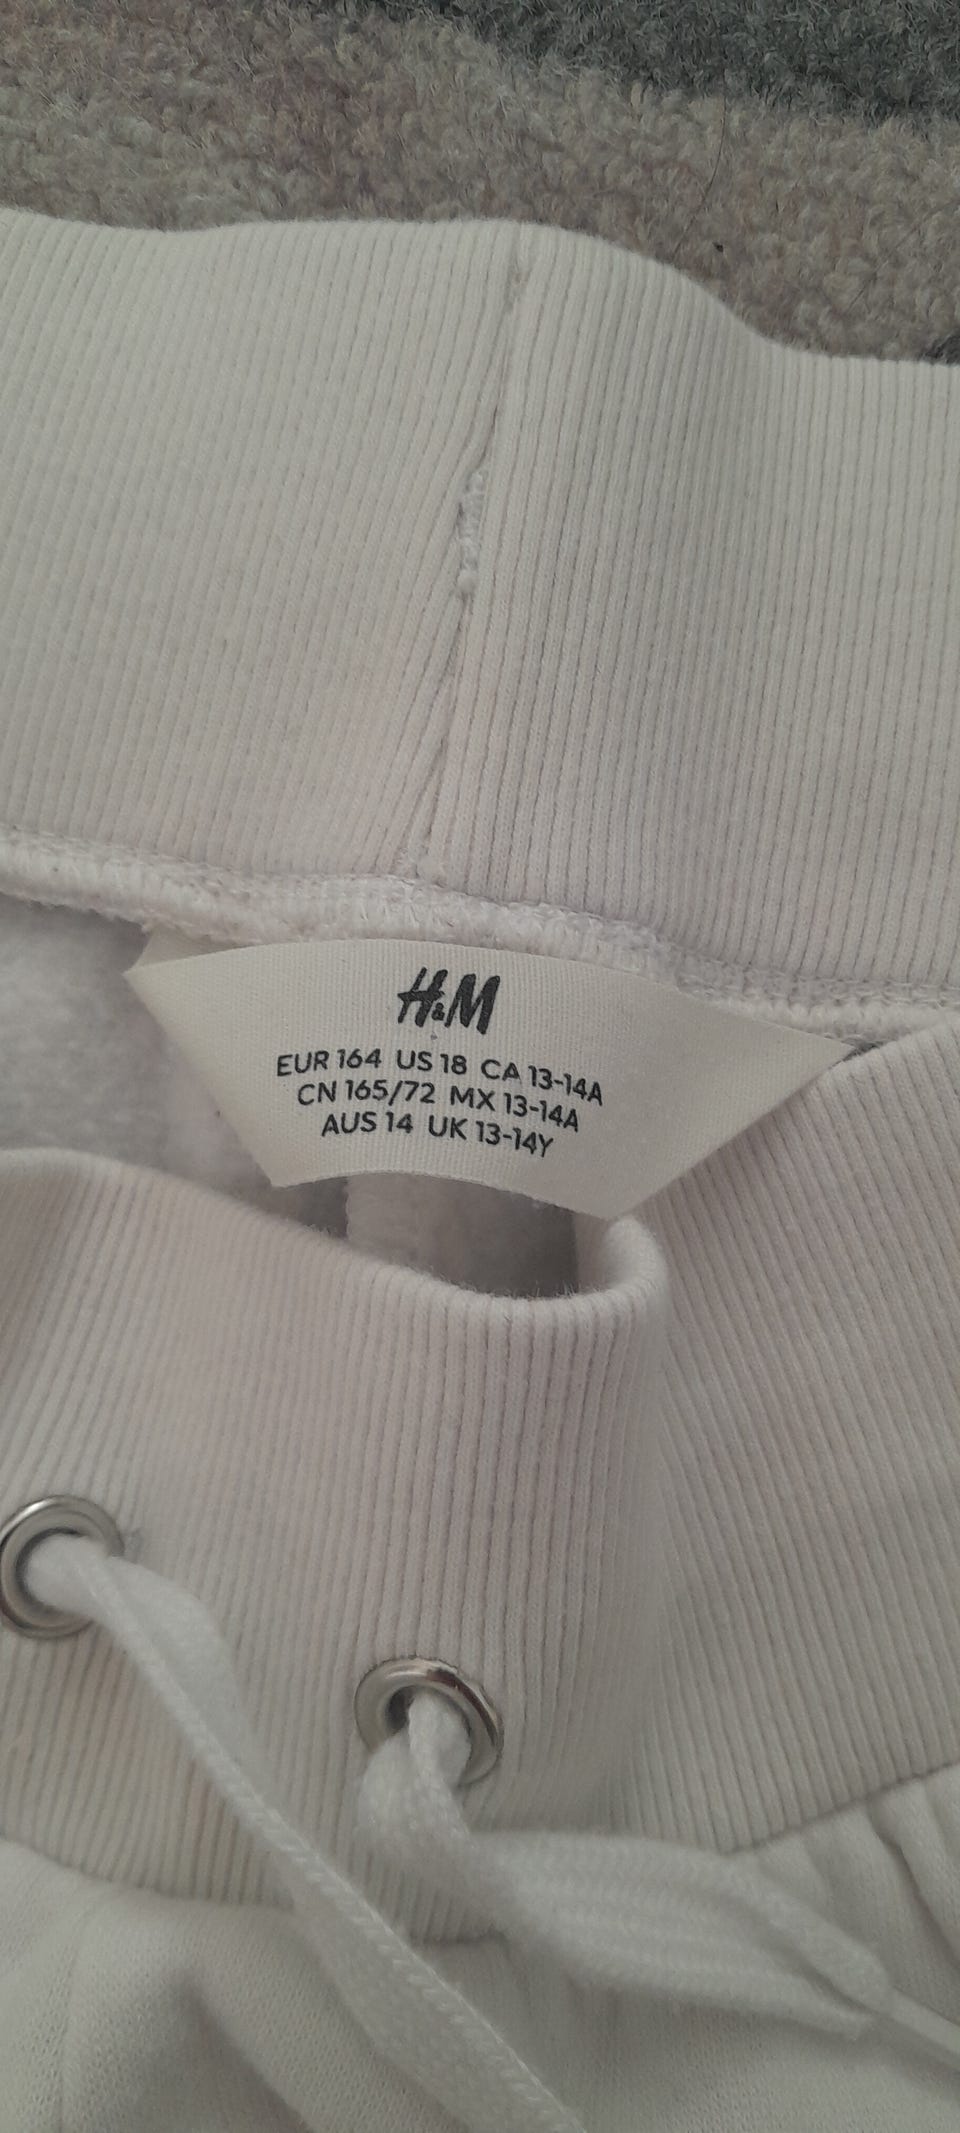 H&M
EUR 164 US 18 CA 13-14A
CN 165/72 MX 13-14A
AUS 14 UK 13-14Y